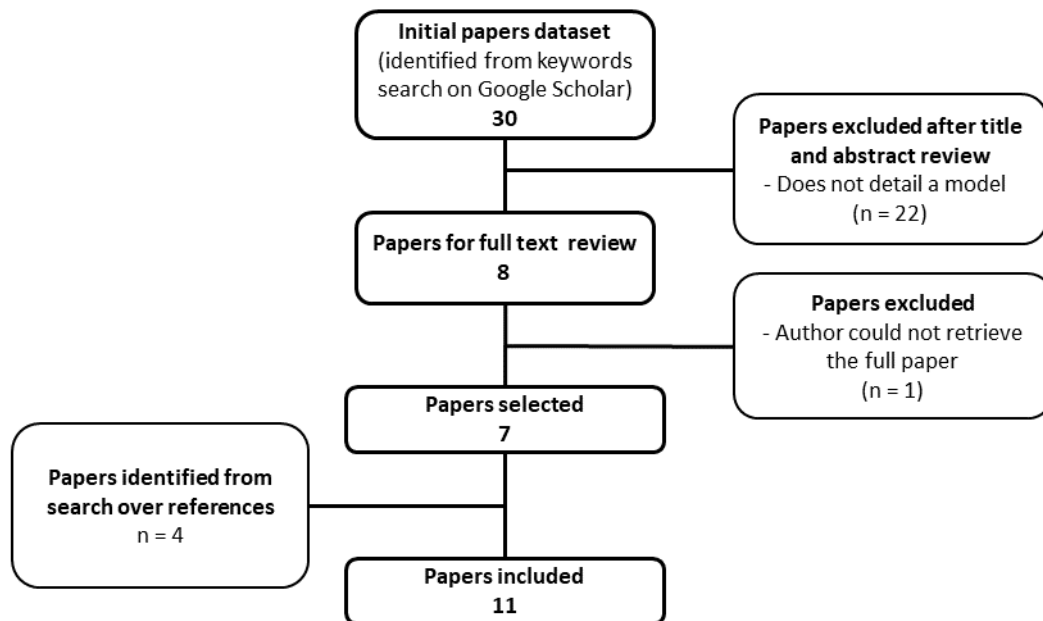 Initial papers dataset
(identified from keywords
search on Google Scholar)
30
Papers excluded after title
and abstract review
- Does not detail a model
(n = 22)
Papers for full text review
8
Papers excluded
- Author could not retrieve
the full paper
(n = 1)
Papers selected
7
Papers identified from
search over references
n = 4
Papers included
11